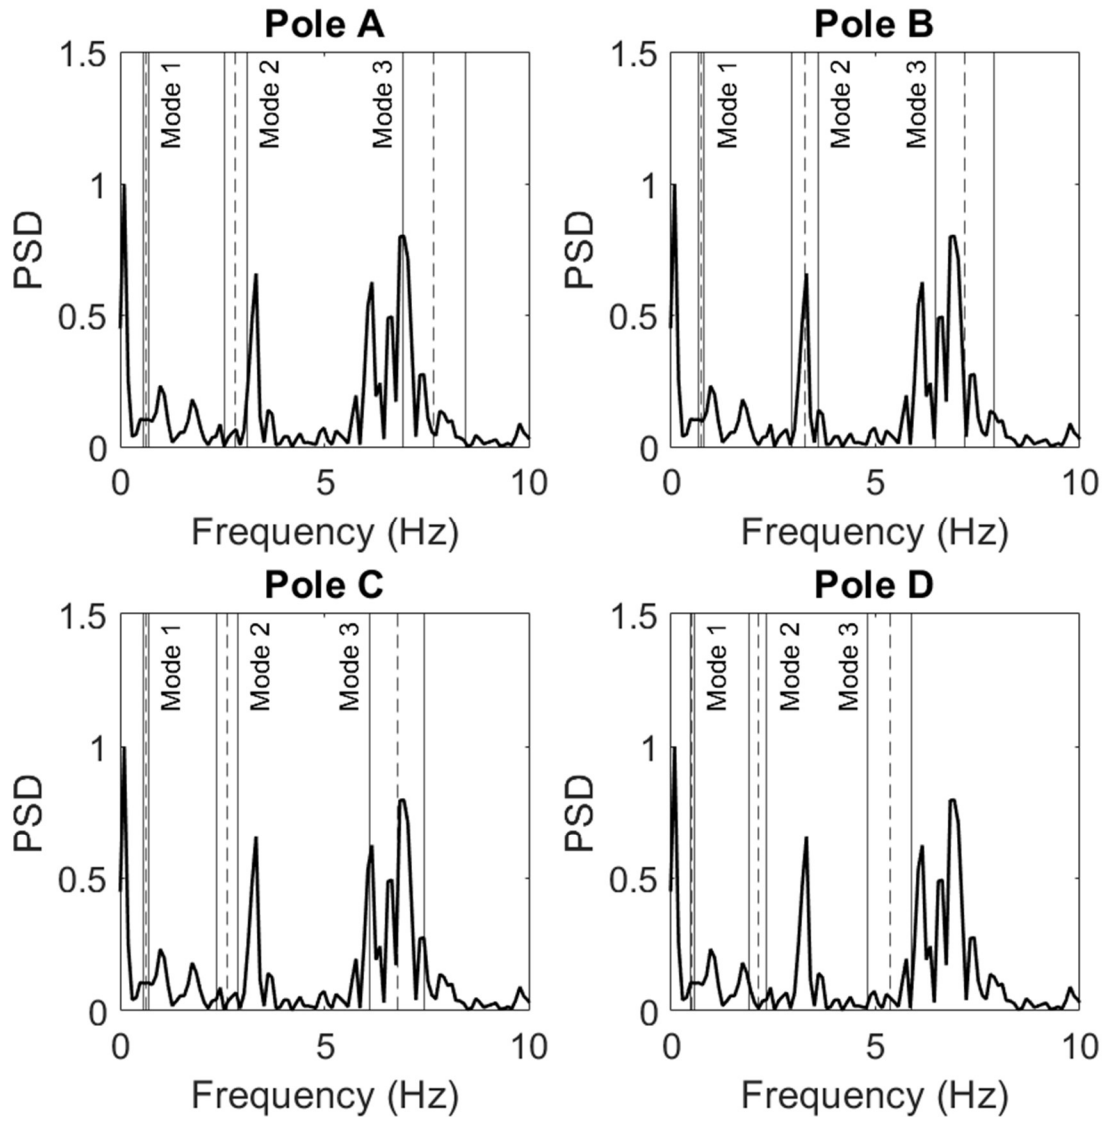 Pole A
1.5
1
0.5
0
PSD
Mode 1
Mode 2
Mode 3
0 5 10
Frequency (Hz)
Pole B
1.5
1
0.5
0
PSD
Mode 1
Mode 2
Mode 3
0 5 10
Frequency (Hz)
Pole C
1.5
1
0.5
0
PSD
Mode 1
Mode 2
Mode 3
0 5 10
Frequency (Hz)
Pole D
1.5
1
0.5
0
PSD
Mode 1
Mode 2
Mode 3
0 5 10
Frequency (Hz)